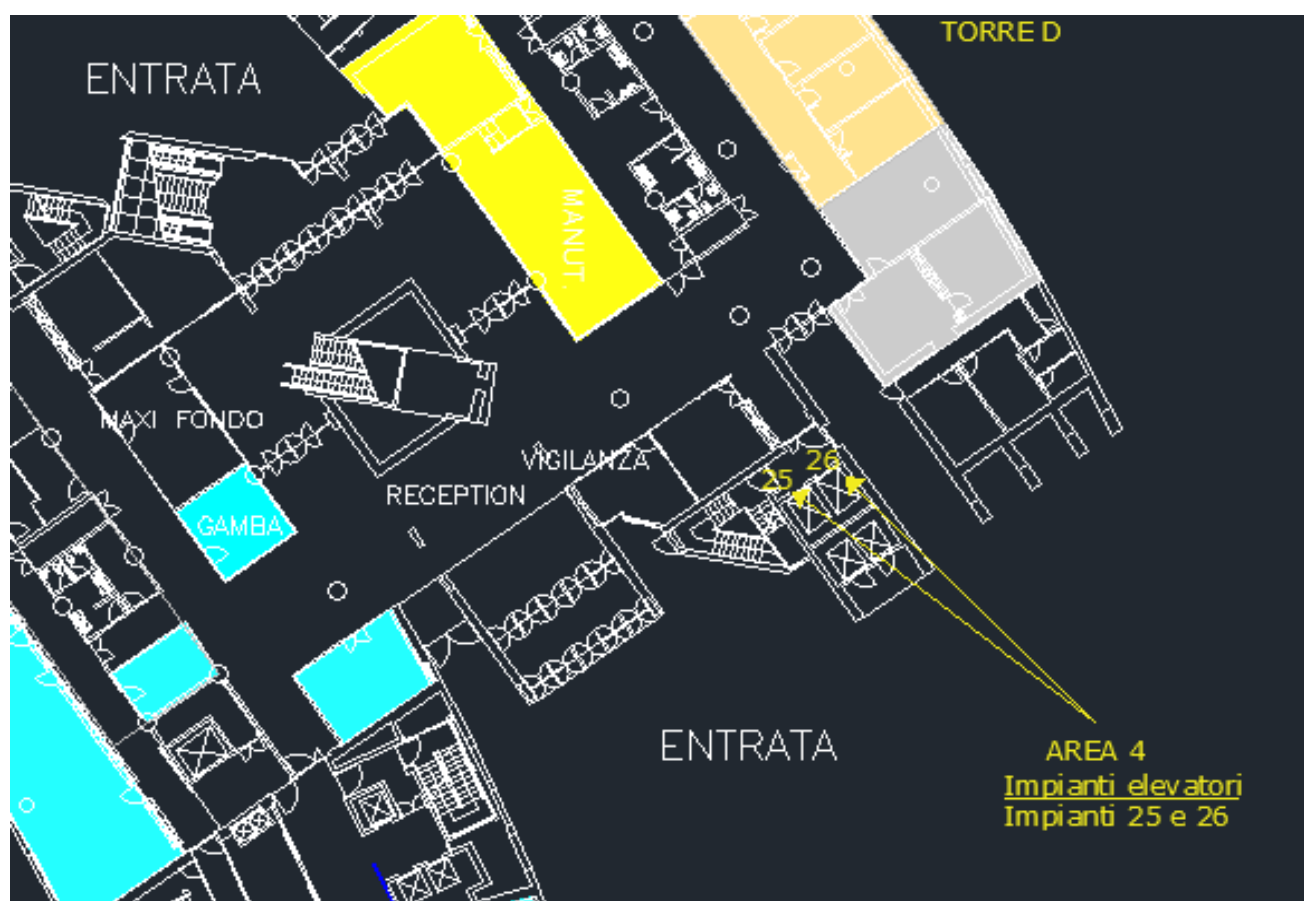 TORRE D
ENTRATA
MANUT.
MAXI FONDO
VIGILANZA
26
25
RECEPTION
GAMBA
ENTRATA
AREA 4
Impianti elevatori
Impianti 25 e 26